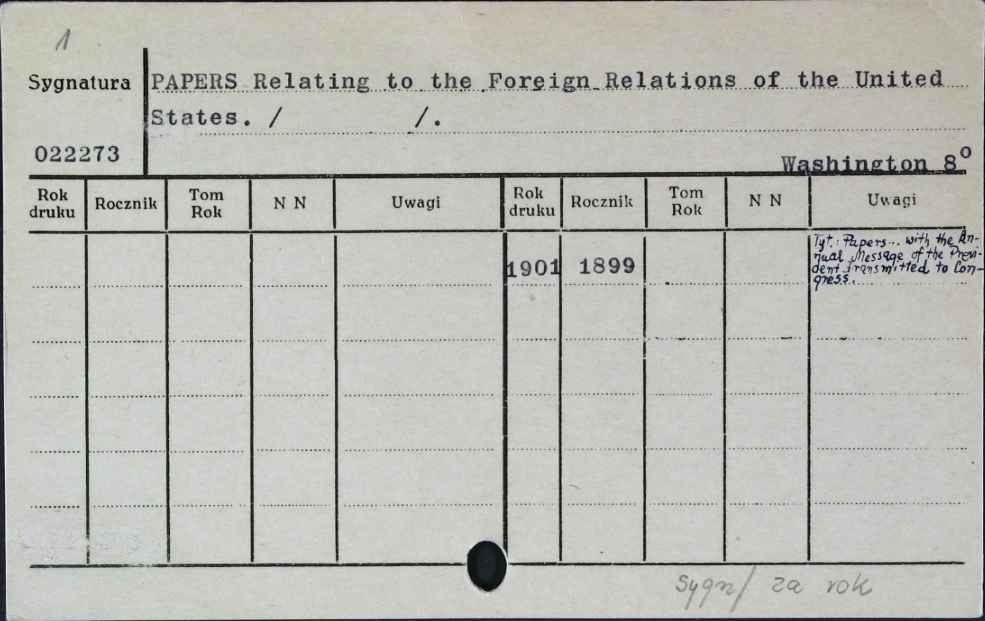 1
Sygnatura
PAPERS Relating to the Foreign Relations of the United
States. / /.
022273
Washington 8º
Rok druku Rocznik Tom Rok N N Uwagi Rok druku Rocznik Tom Rok N N Uwagi
1901 1899
Tyt.: Papers... with the An-
nual Message of the Presi-
dent transmitted to Con-
gress.
Sygn/ za rok